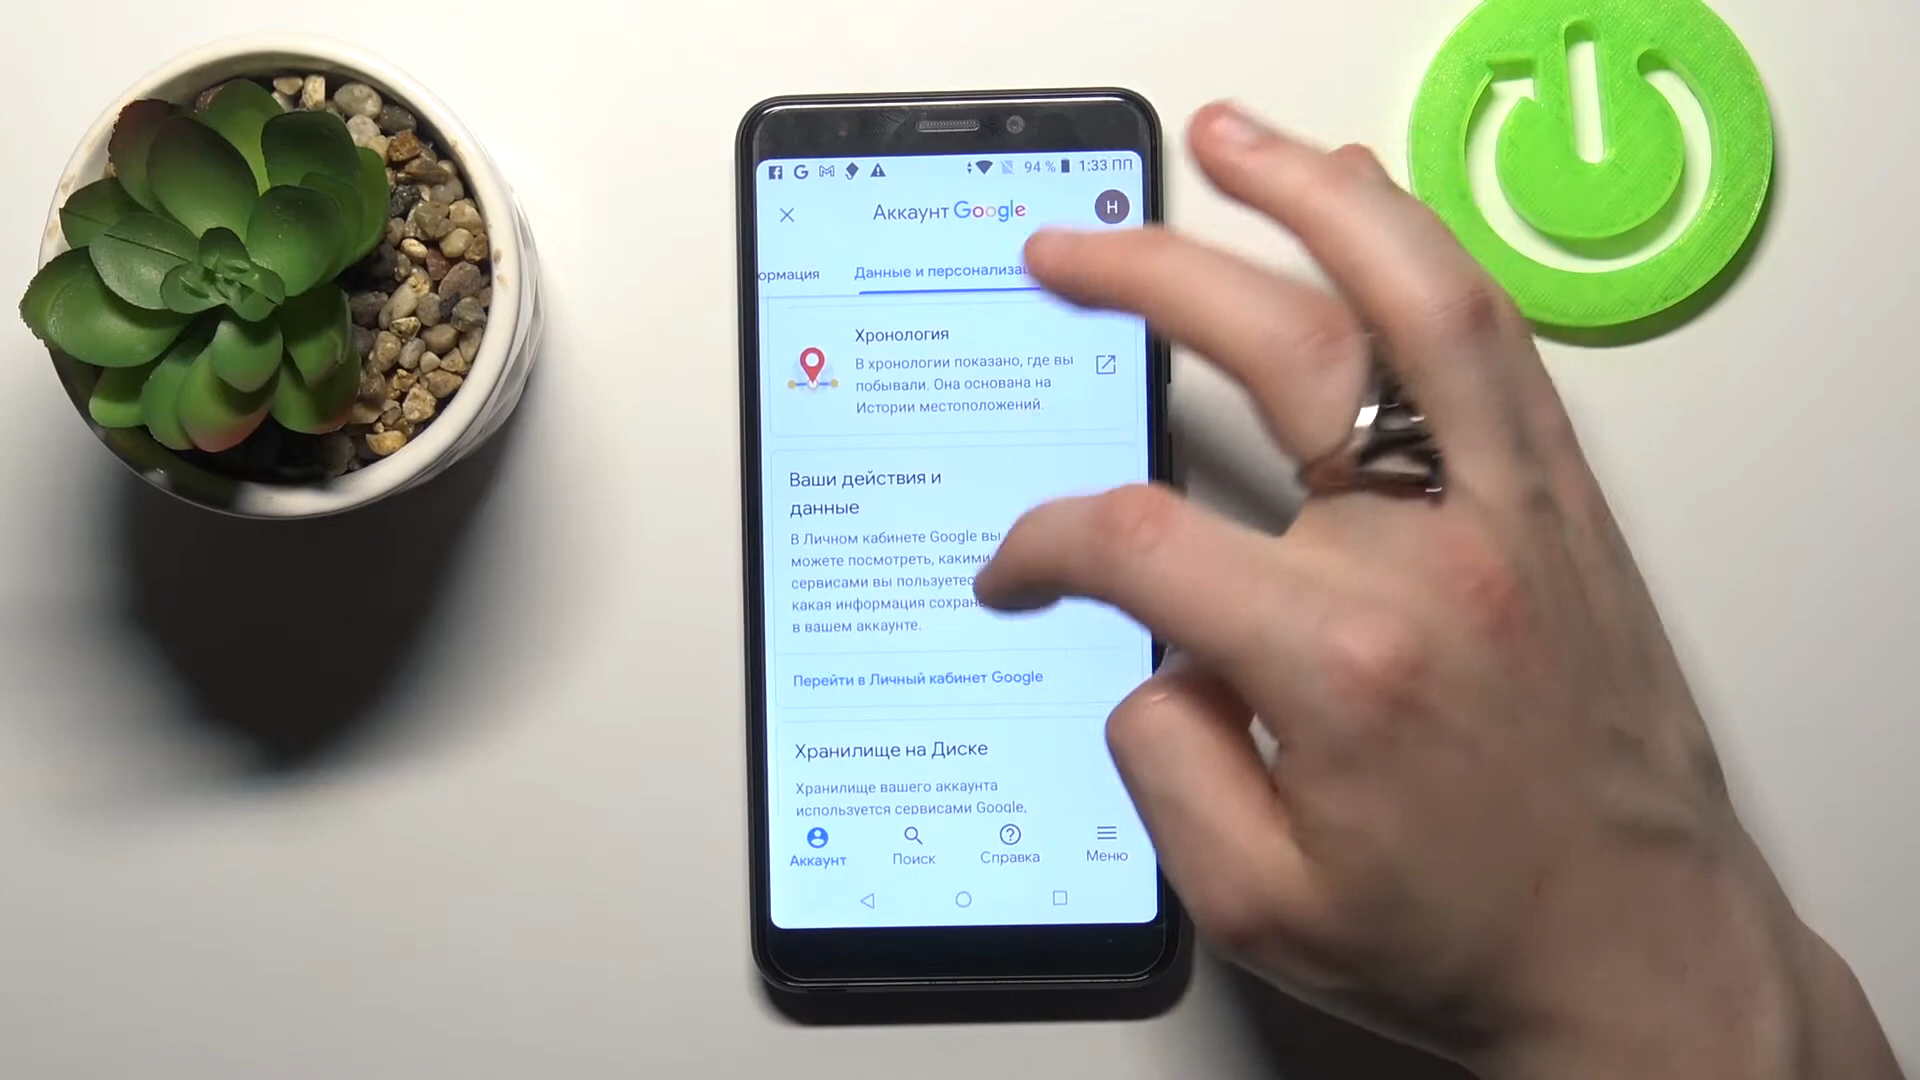 94 % 1:33 ПП
Аккаунт Google
H
ормация Данные и персонализац
Хронология
В хронологии показано, где вы
побывали. Она основана на
Истории местоположений.
Ваши действия и
данные
В Личном кабинете Google вы
можете посмотреть, какими
сервисами вы пользуетес
какая информация сохран
в вашем аккаунте.
Перейти в Личный кабинет Google
Хранилище на Диске
Хранилище вашего аккаунта
используется сервисами Google,
Аккаунт Поиск Справка Меню